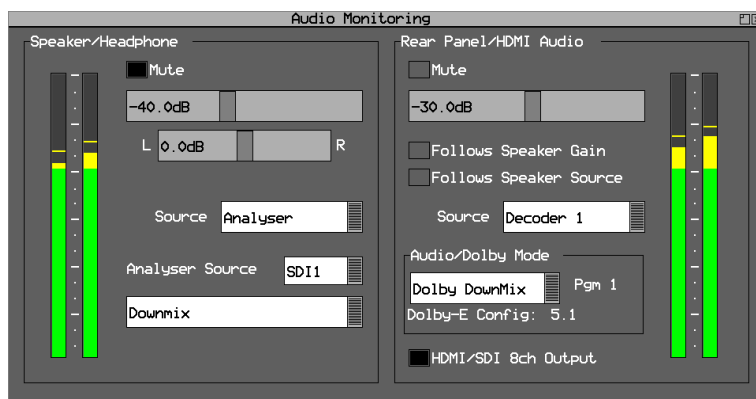 Audio Monitoring
Speaker/Headphone
Mute
-40.0dB
L 0.0dB R
Source Analyser
Analyser Source SDI1
Downmix
Rear Panel/HDMI Audio
Mute
-30.0dB
Follows Speaker Gain
Follows Speaker Source
Source Decoder 1
Audio/Dolby Mode
Dolby DownMix Pgm 1
Dolby-E Config: 5.1
HDMI/SDI 8ch Output